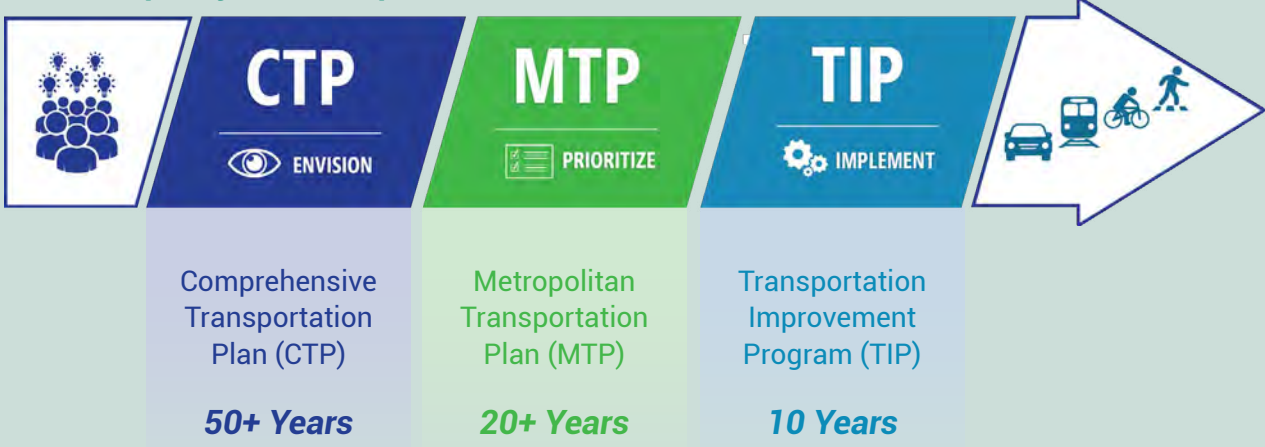 CTP
ENVISION
MTP
PRIORITIZE
TIP
IMPLEMENT
Comprehensive
Transportation
Plan (CTP)
50+ Years
Metropolitan
Transportation
Plan (MTP)
20+ Years
Transportation
Improvement
Program (TIP)
10 Years